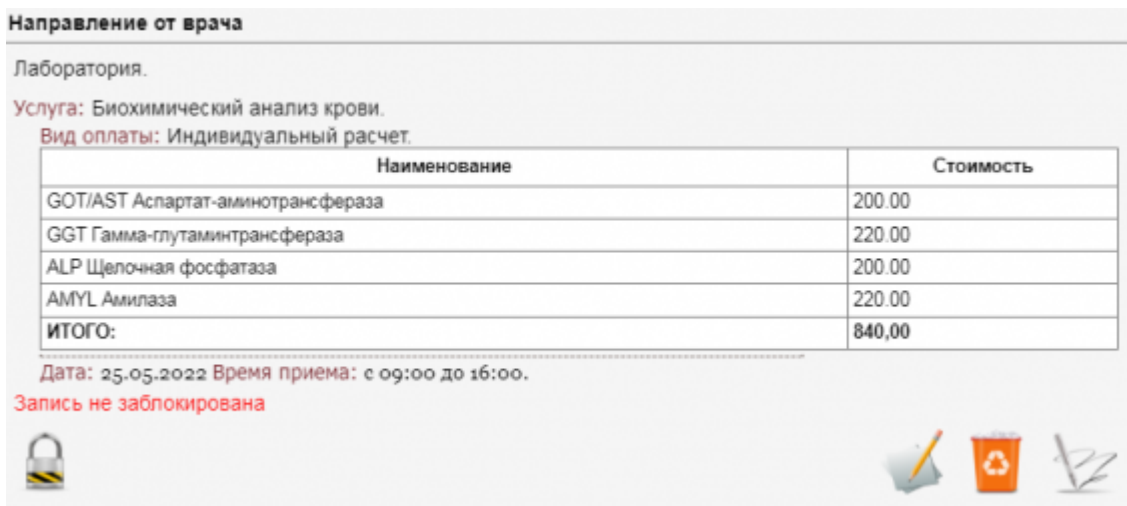 Направление от врача
Лаборатория.
Услуга: Биохимический анализ крови.
Вид оплаты: Индивидуальный расчет.
Наименование Стоимость
GOT/AST Аспартат-аминотрансфераза 200.00
GGT Гамма-глутаминтрансфераза 220.00
ALP Щелочная фосфатаза 200.00
AMYL Амилаза 220.00
ИТОГО: 840,00
Дата: 25.05.2022 Время приема: с 09:00 до 16:00.
Запись не заблокирована